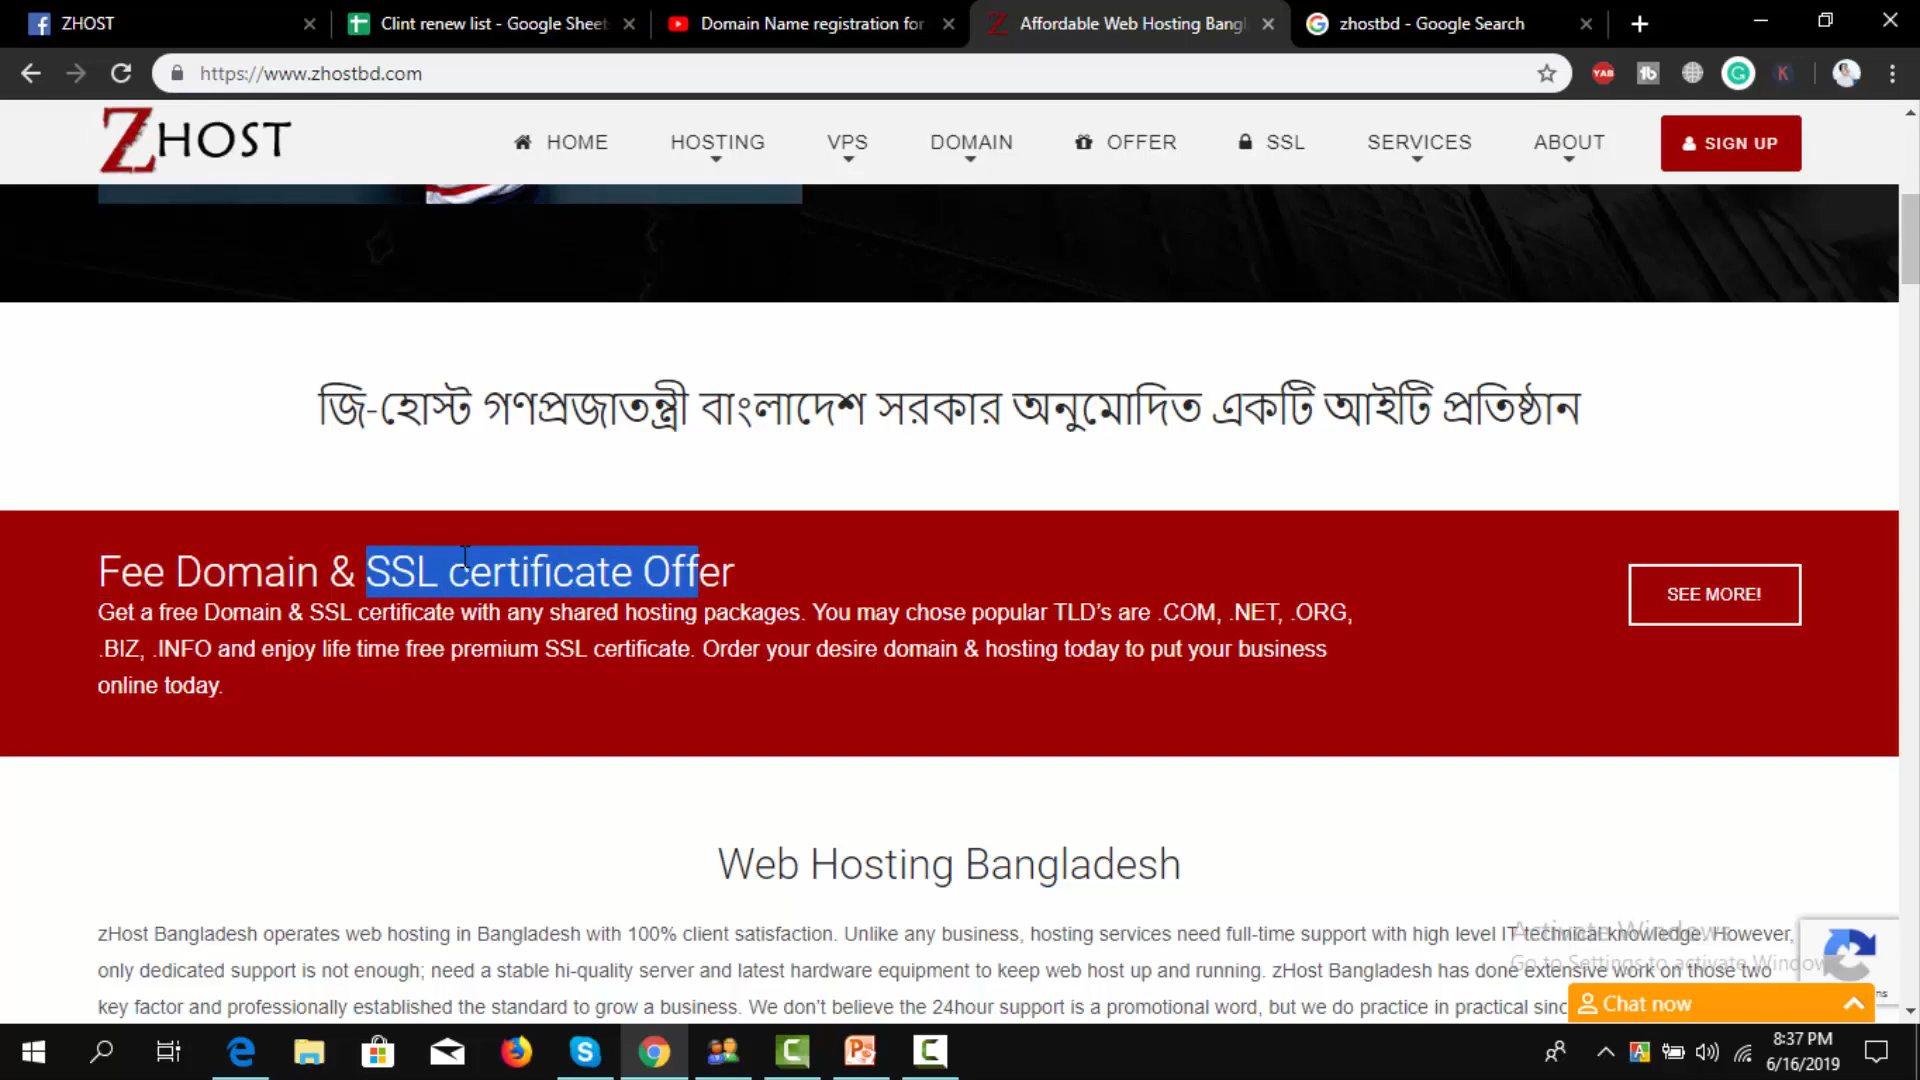 ZHOST
Clint renew list - Google Sheet
Domain Name registration for
Affordable Web Hosting Bangl
zhostbd - Google Search
https://www.zhostbd.com
ZHOST
HOME
HOSTING
VPS
DOMAIN
OFFER
SSL
SERVICES
ABOUT
SIGN UP
জি-হোস্ট গণপ্রজাতন্ত্রী বাংলাদেশ সরকার অনুমোদিত একটি আইটি প্রতিষ্ঠান
Fee Domain & SSL certificate Offer
Get a free Domain & SSL certificate with any shared hosting packages. You may chose popular TLD's are .COM, .NET, .ORG,
.BIZ, .INFO and enjoy life time free premium SSL certificate. Order your desire domain & hosting today to put your business
online today.
SEE MORE!
Web Hosting Bangladesh
zHost Bangladesh operates web hosting in Bangladesh with 100% client satisfaction. Unlike any business, hosting services need full-time support with high level IT technical knowledge. However,
only dedicated support is not enough; need a stable hi-quality server and latest hardware equipment to keep web host up and running. zHost Bangladesh has done extensive work on those two
key factor and professionally established the standard to grow a business. We don't believe the 24hour support is a promotional word, but we do practice in practical sinc
Activate Windows
Go to Settings to activate Windows
Chat now
8:37 PM
6/16/2019